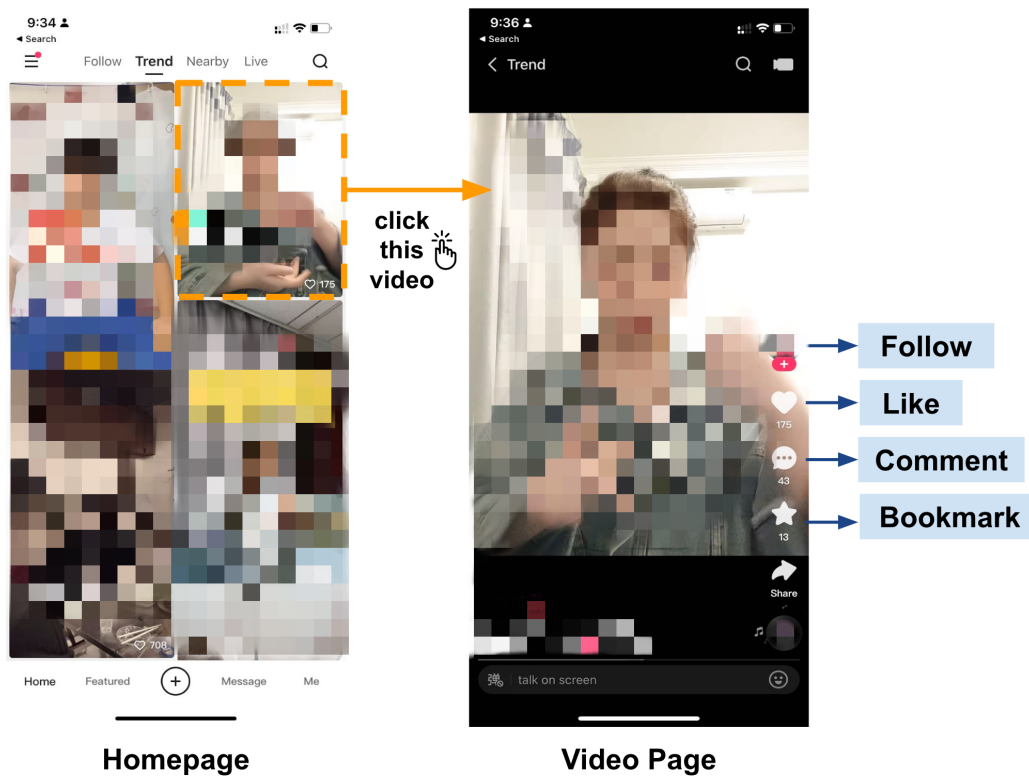 9:34
◀ Search
Follow Trend Nearby Live
175
708
Home Featured + Message Me
Homepage
click
this
video
9:36
◀ Search
Trend
+
175
43
13
Share
弹 talk on screen
Video Page
Follow
Like
Comment
Bookmark